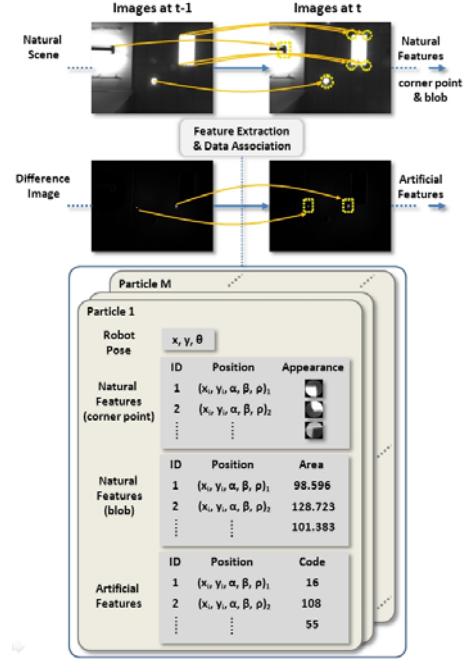 Images at t-1
Images at t
Natural
Scene
Natural
Features
corner point
& blob
Feature Extraction
& Data Association
Difference
Image
Artificial
Features
Particle M
Particle 1
Robot
Pose
x, y, θ
Natural
Features
(corner point)
ID Position Appearance
1 (xᵢ, yᵢ, α, β, ρ)₁
2 (xᵢ, yᵢ, α, β, ρ)₂
Natural
Features
(blob)
ID Position Area
1 (xᵢ, yᵢ, α, β, ρ)₁ 98.596
2 (xᵢ, yᵢ, α, β, ρ)₂ 128.723
101.383
Artificial
Features
ID Position Code
1 (xᵢ, yᵢ, α, β, ρ)₁ 16
2 (xᵢ, yᵢ, α, β, ρ)₂ 108
55